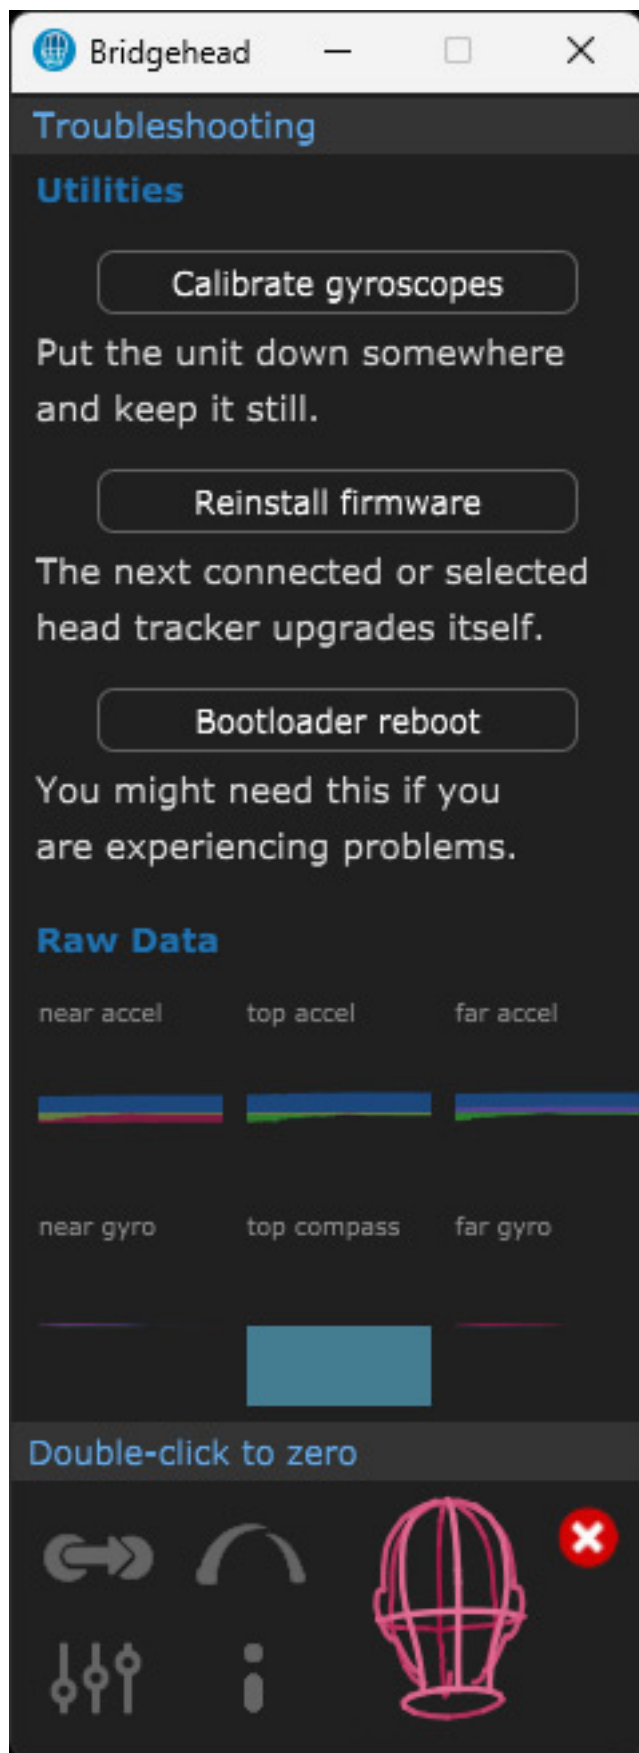 Bridgehead
Troubleshooting
Utilities
Calibrate gyroscopes
Put the unit down somewhere
and keep it still.
Reinstall firmware
The next connected or selected
head tracker upgrades itself.
Bootloader reboot
You might need this if you
are experiencing problems.
Raw Data
near accel top accel far accel
near gyro top compass far gyro
Double-click to zero